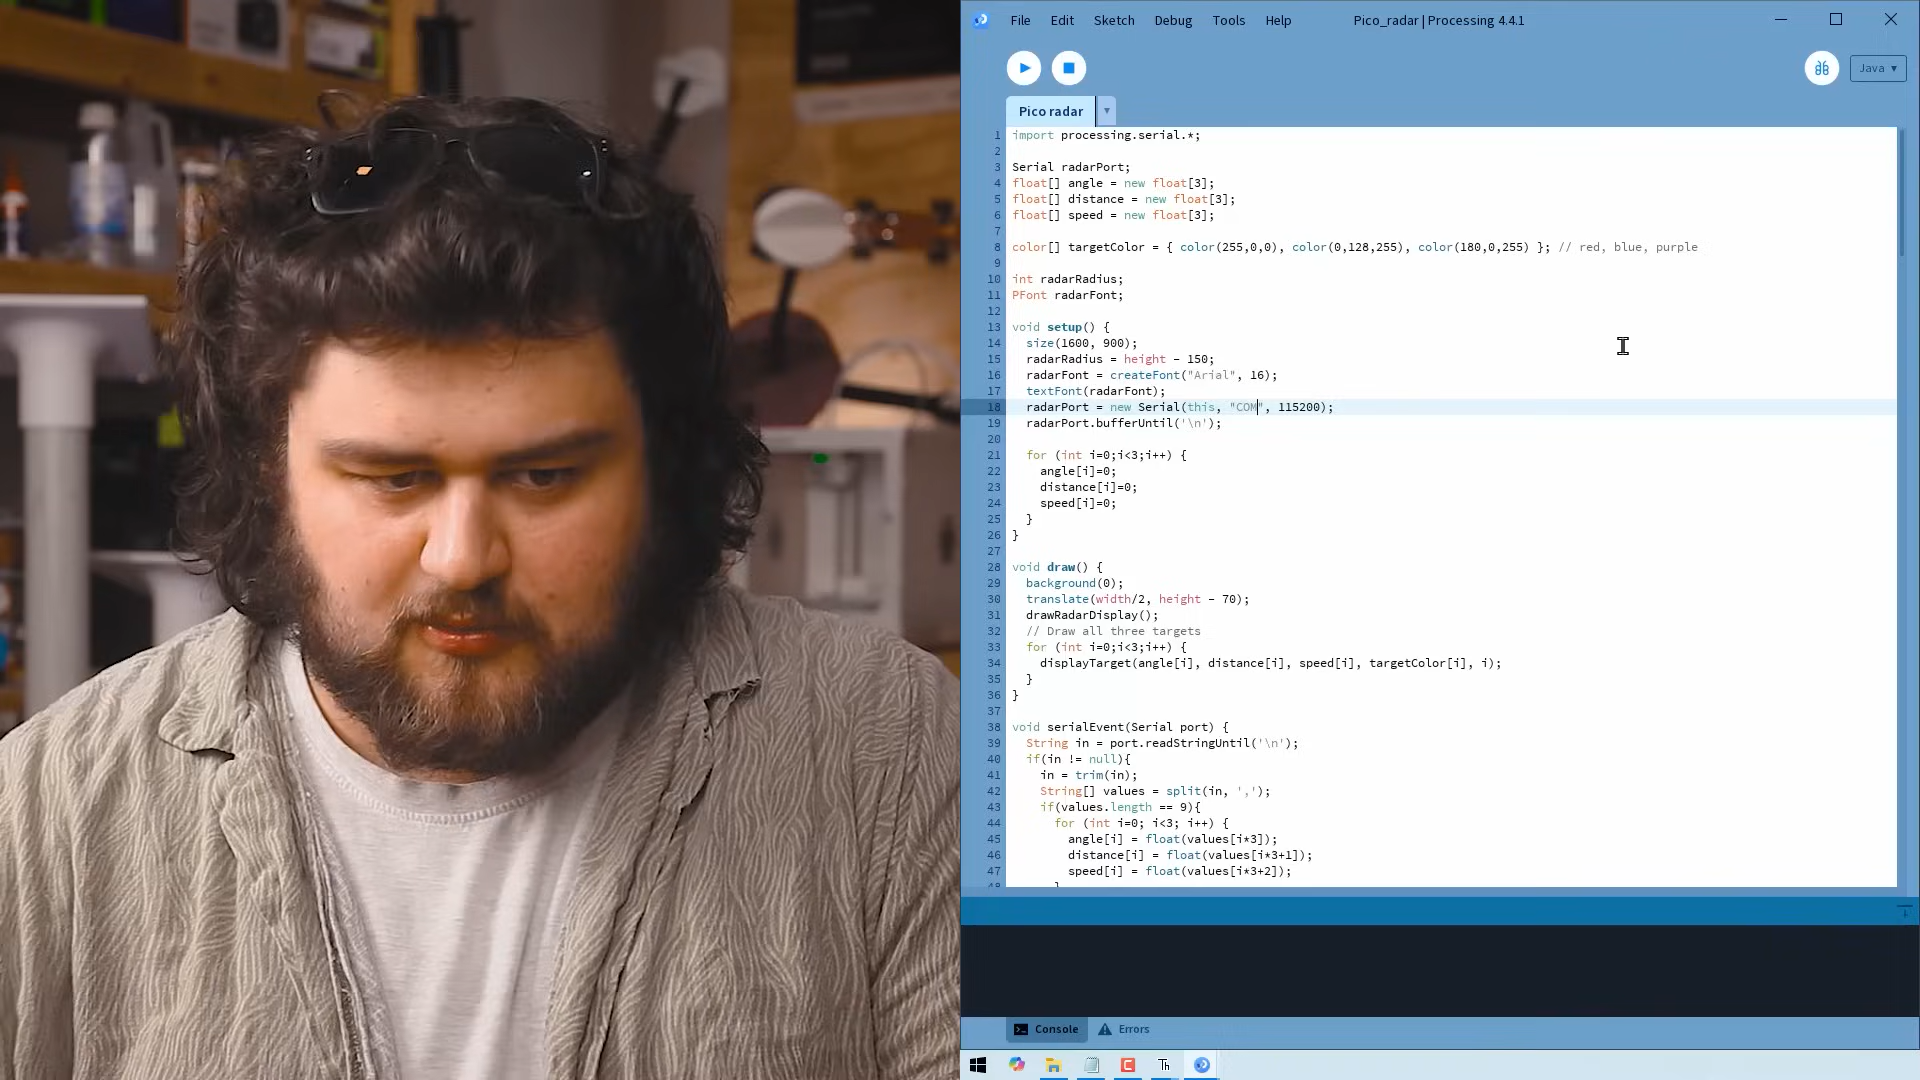 File Edit Sketch Debug Tools Help Pico_radar | Processing 4.4.1
Java ▾
Pico radar ▾
1 import processing.serial.*;
2
3 Serial radarPort;
4 float[] angle = new float[3];
5 float[] distance = new float[3];
6 float[] speed = new float[3];
7
8 color[] targetColor = { color(255,0,0), color(0,128,255), color(180,0,255) }; // red, blue, purple
9
10 int radarRadius;
11 PFont radarFont;
12
13 void setup() {
14 size(1600, 900);
15 radarRadius = height - 150;
16 radarFont = createFont("Arial", 16);
17 textFont(radarFont);
18 radarPort = new Serial(this, "COM", 115200);
19 radarPort.bufferUntil('\n');
20
21 for (int i=0;i<3;i++) {
22 angle[i]=0;
23 distance[i]=0;
24 speed[i]=0;
25 }
26 }
27
28 void draw() {
29 background(0);
30 translate(width/2, height - 70);
31 drawRadarDisplay();
32 // Draw all three targets
33 for (int i=0;i<3;i++) {
34 displayTarget(angle[i], distance[i], speed[i], targetColor[i], i);
35 }
36 }
37
38 void serialEvent(Serial port) {
39 String in = port.readStringUntil('\n');
40 if(in != null){
41 in = trim(in);
42 String[] values = split(in, ',');
43 if(values.length == 9){
44 for (int i=0; i<3; i++) {
45 angle[i] = float(values[i*3]);
46 distance[i] = float(values[i*3+1]);
47 speed[i] = float(values[i*3+2]);
48 }
Console Errors
Th